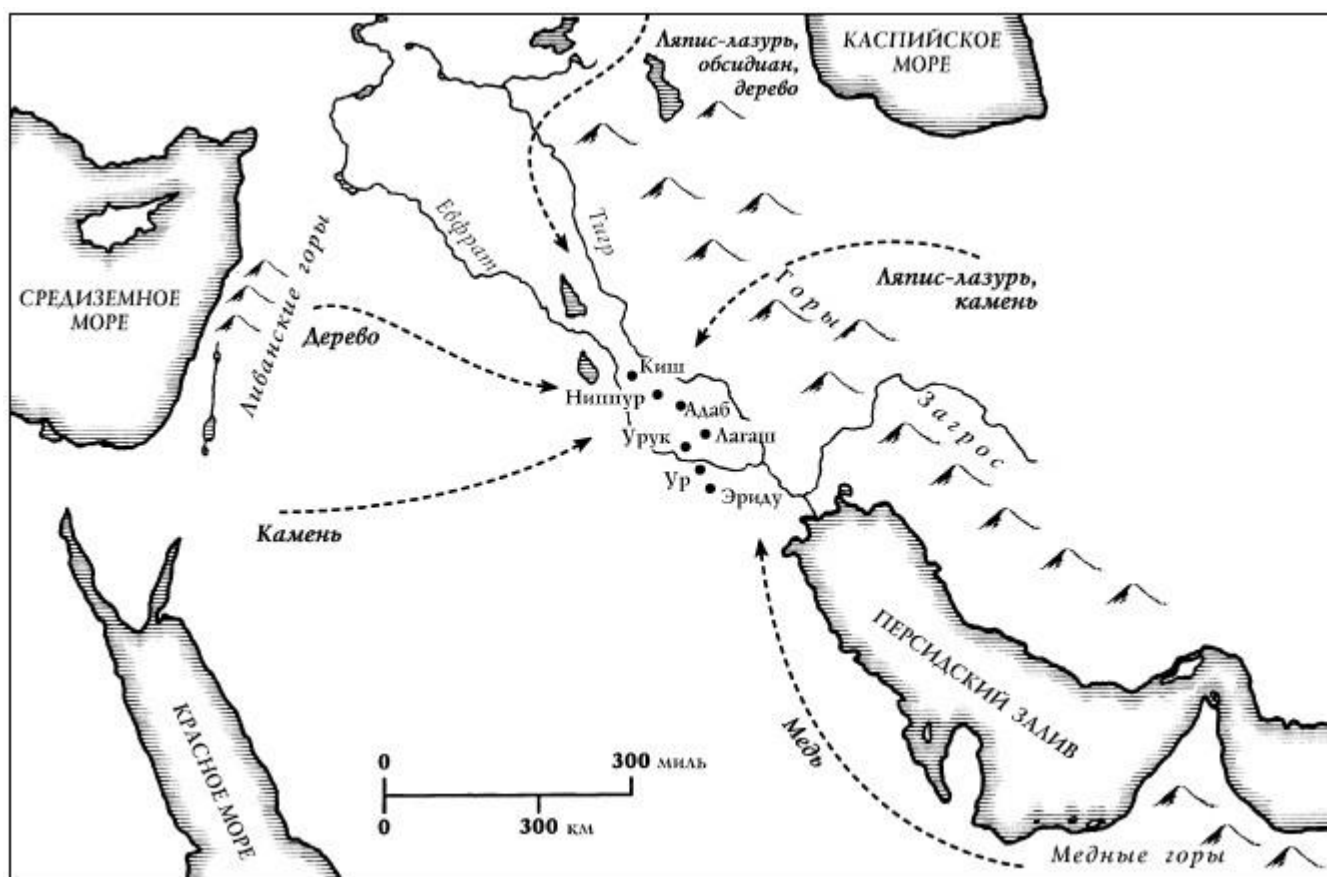 Ляпис-лазурь,
обсидиан,
дерево
КАСПИЙСКОЕ
МОРЕ
Евфрат
Тигр
СРЕДИЗЕМНОЕ
МОРЕ
Ливанские горы
Дерево
Горы
Ляпис-лазурь,
камень
Киш
Ниппур
Адаб
Урук
Лагаш
Ур
Эриду
Загрос
Камень
КРАСНОЕ МОРЕ
ПЕРСИДСКИЙ ЗАЛИВ
Медь
0 300 миль
0 300 км
Медные горы